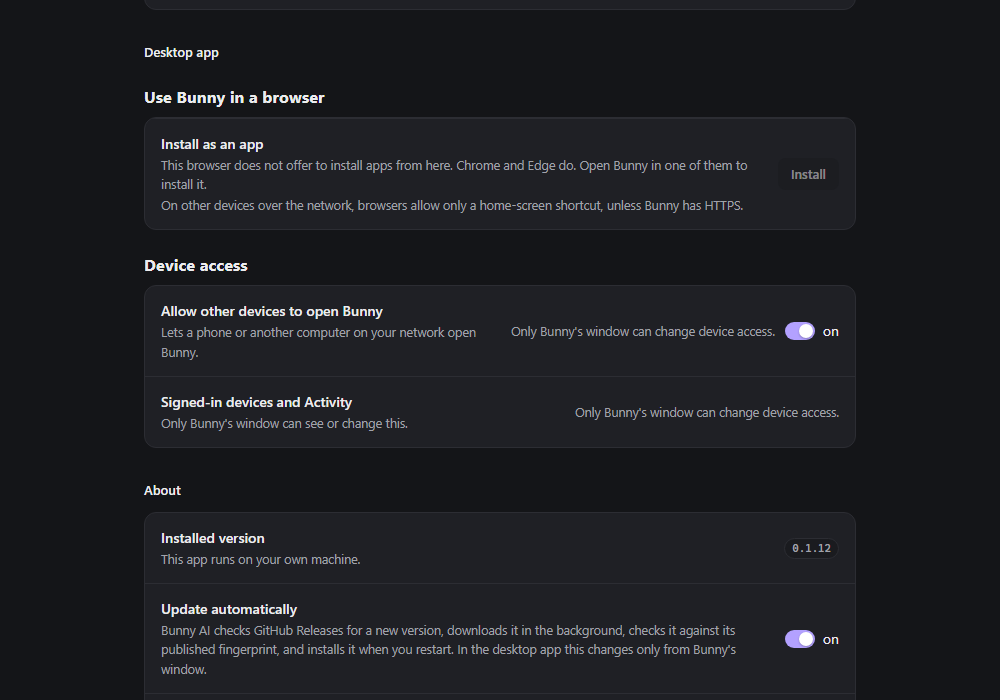 Desktop app
Use Bunny in a browser
Install as an app
This browser does not offer to install apps from here. Chrome and Edge do. Open Bunny in one of them to
install it.
On other devices over the network, browsers allow only a home-screen shortcut, unless Bunny has HTTPS.
Install
Device access
Allow other devices to open Bunny
Lets a phone or another computer on your network open
Bunny.
Only Bunny's window can change device access.
on
Signed-in devices and Activity
Only Bunny's window can see or change this.
Only Bunny's window can change device access.
About
Installed version
This app runs on your own machine.
0.1.12
Update automatically
Bunny AI checks GitHub Releases for a new version, downloads it in the background, checks it against its
published fingerprint, and installs it when you restart. In the desktop app this changes only from Bunny's
window.
on